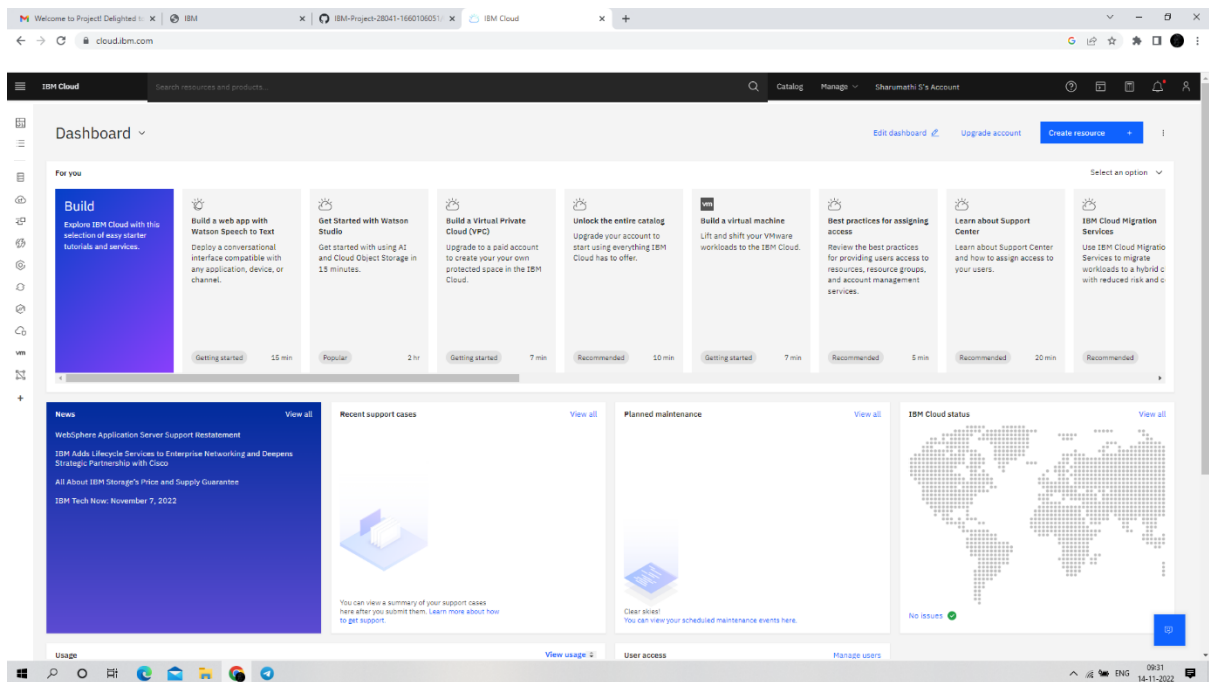 Welcome to Project! Delighted to
IBM
IBM-Project-28041-1660106051/
IBM Cloud
cloud.ibm.com
IBM Cloud
Search resources and products...
Catalog
Manage
Sharumathi S's Account
Dashboard
Edit dashboard
Upgrade account
Create resource +
For you
Select an option
Build
Explore IBM Cloud with this
selection of easy starter
tutorials and services.
Build a web app with
Watson Speech to Text
Deploy a conversational
interface compatible with
any application, device, or
channel.
Getting started 15 min
Get Started with Watson
Studio
Get started with using AI
and Cloud Object Storage in
15 minutes.
Popular 2 hr
Build a Virtual Private
Cloud (VPC)
Upgrade to a paid account
to create your your own
protected space in the IBM
Cloud.
Getting started 7 min
Unlock the entire catalog
Upgrade your account to
start using everything IBM
Cloud has to offer.
Recommended 10 min
vm
Build a virtual machine
Lift and shift your VMware
workloads to the IBM Cloud.
Getting started 7 min
Best practices for assigning
access
Review the best practices
for providing users access to
resources, resource groups,
and account management
services.
Recommended 5 min
Learn about Support
Center
Learn about Support Center
and how to assign access to
your users.
Recommended 20 min
IBM Cloud Migration
Services
Use IBM Cloud Migratio
Services to migrate
workloads to a hybrid c
with reduced risk and c
Recommended
vm
News View all
WebSphere Application Server Support Restatement
IBM Adds Lifecycle Services to Enterprise Networking and Deepens
Strategic Partnership with Cisco
All About IBM Storage's Price and Supply Guarantee
IBM Tech Now: November 7, 2022
Recent support cases View all
You can view a summary of your support cases
here after you submit them. Learn more about how
to get support.
Planned maintenance View all
Clear skies!
You can view your scheduled maintenance events here.
IBM Cloud status View all
No issues
Usage View usage
User access Manage users
ENG
09:31
14-11-2022